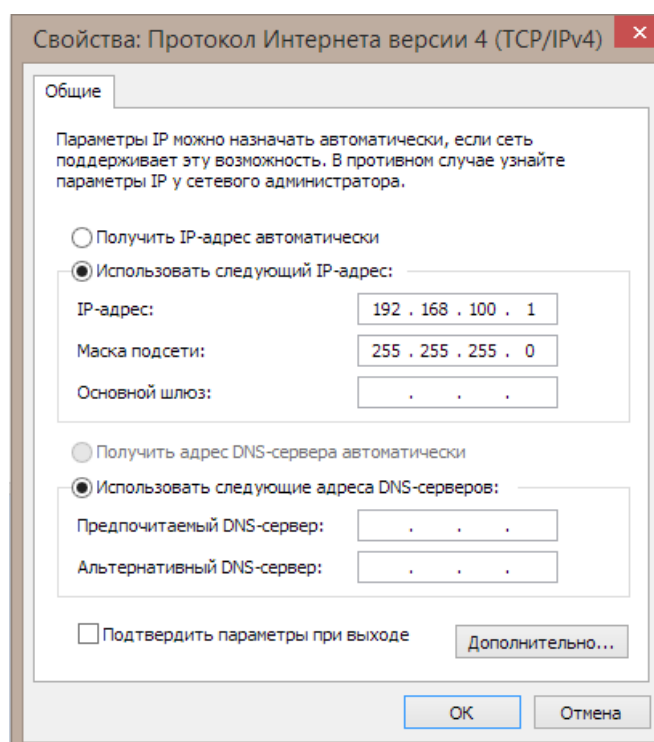 Свойства: Протокол Интернета версии 4 (TCP/IPv4)
Общие
Параметры IP можно назначать автоматически, если сеть
поддерживает эту возможность. В противном случае узнайте
параметры IP у сетевого администратора.
Получить IP-адрес автоматически
Использовать следующий IP-адрес:
IP-адрес: 192 . 168 . 100 . 1
Маска подсети: 255 . 255 . 255 . 0
Основной шлюз: . . .
Получить адрес DNS-сервера автоматически
Использовать следующие адреса DNS-серверов:
Предпочитаемый DNS-сервер: . . .
Альтернативный DNS-сервер: . . .
Подтвердить параметры при выходе
Дополнительно...
ОК Отмена